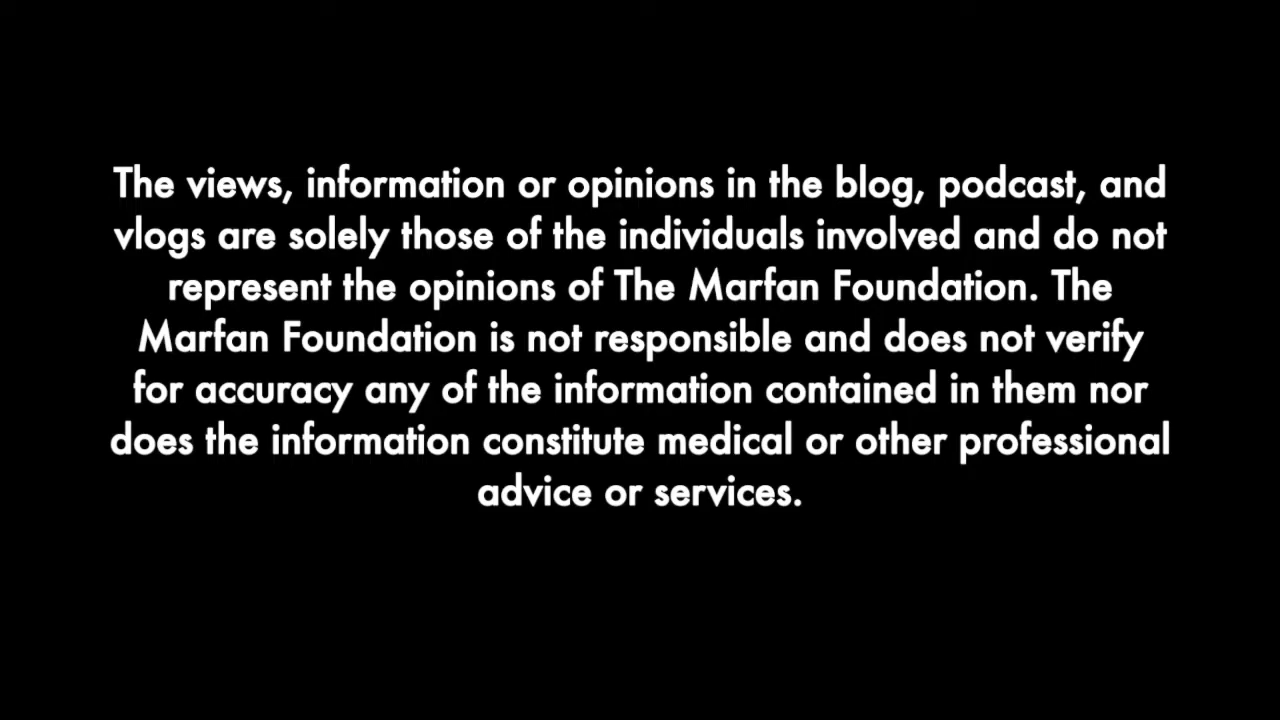 The views, information or opinions in the blog, podcast, and
vlogs are solely those of the individuals involved and do not
represent the opinions of The Marfan Foundation. The
Marfan Foundation is not responsible and does not verify
for accuracy any of the information contained in them nor
does the information constitute medical or other professional
advice or services.